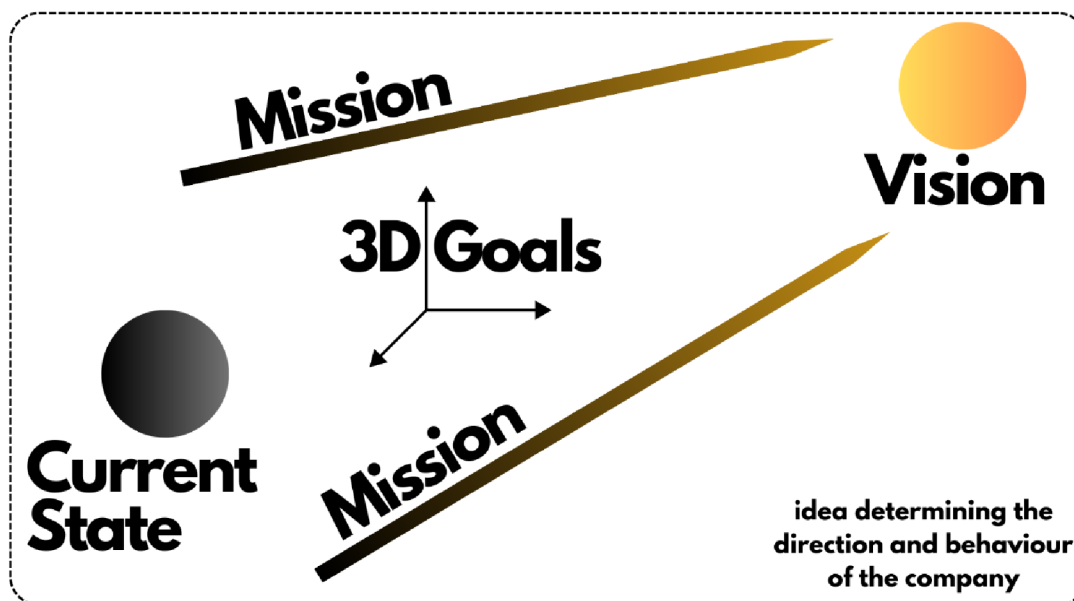 Mission
Vision
3D Goals
Mission
Current
State
idea determining the
direction and behaviour
of the company